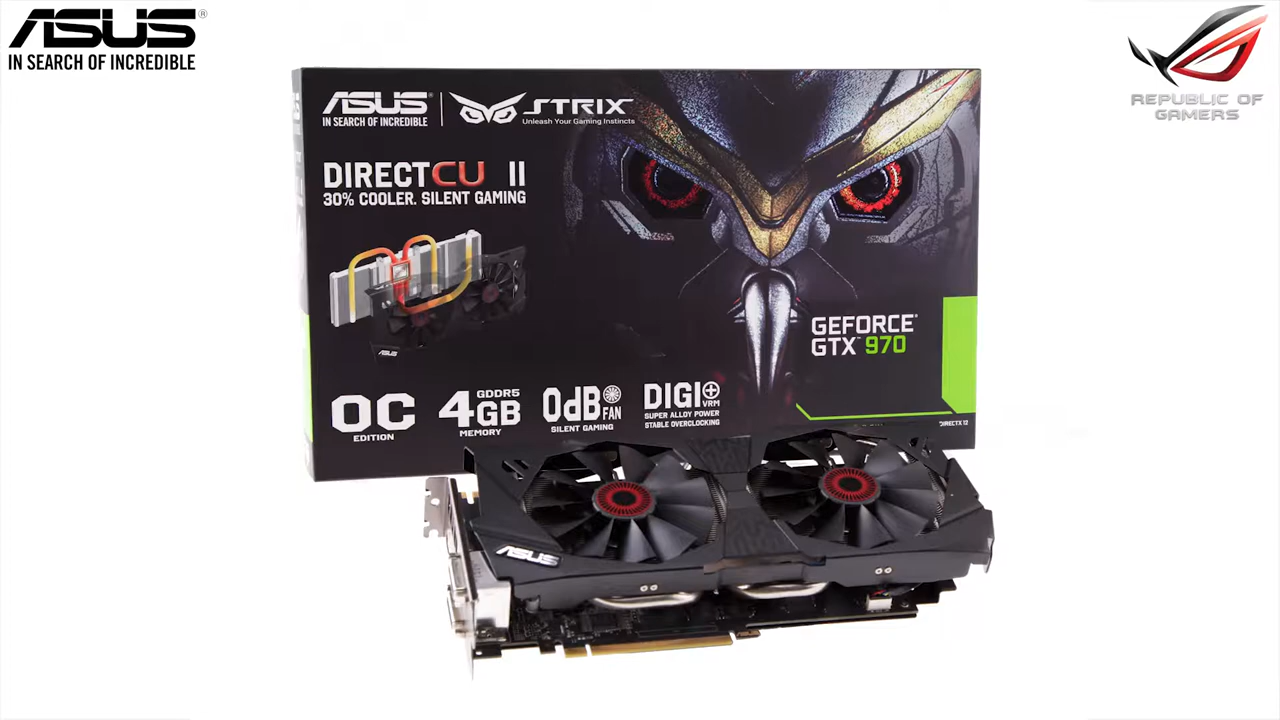 ASUS®
IN SEARCH OF INCREDIBLE
REPUBLIC OF
GAMERS
ASUS®
IN SEARCH OF INCREDIBLE
STRIX
Unleash Your Gaming Instincts
DIRECTCU II
30% COOLER. SILENT GAMING
ASUS
GEFORCE®
GTX™ 970
OC
EDITION
4GB
GDDR5
MEMORY
0dB
FAN
SILENT GAMING
DIGI+
VRM
SUPER ALLOY POWER
STABLE OVERCLOCKING
DIRECTX 12
ASUS